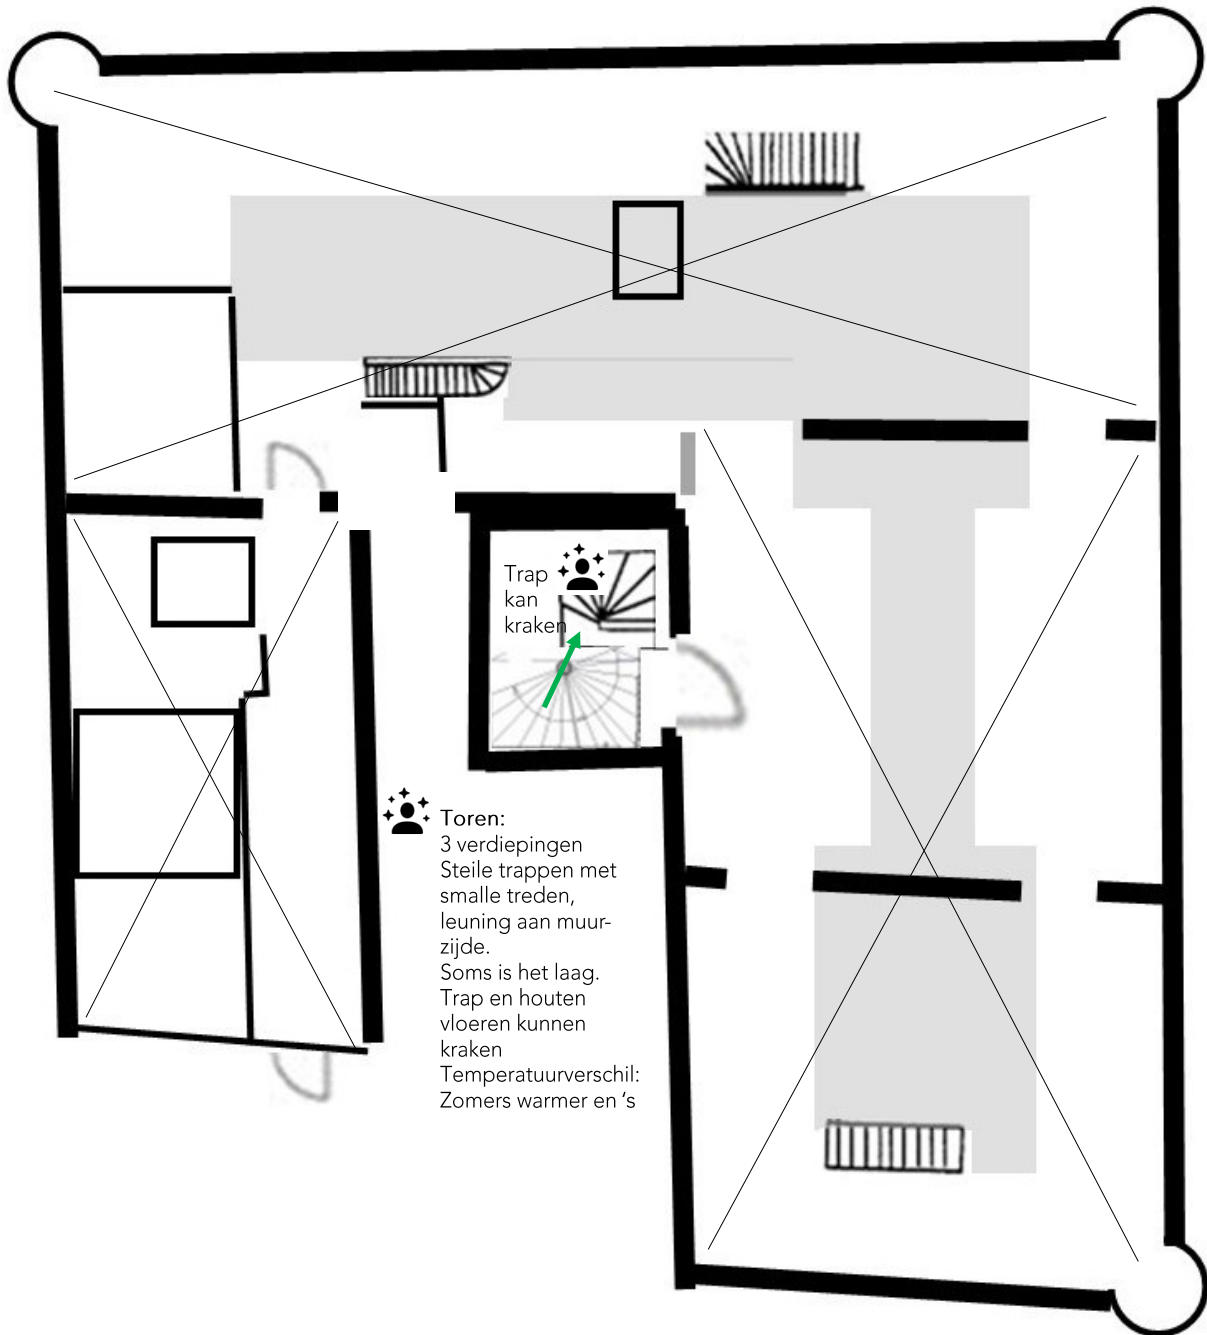 Trap
kan
kraken
Toren:
3 verdiepingen
Steile trappen met
smalle treden,
leuning aan muur-
zijde.
Soms is het laag.
Trap en houten
vloeren kunnen
kraken
Temperatuurverschil:
Zomers warmer en ‘s